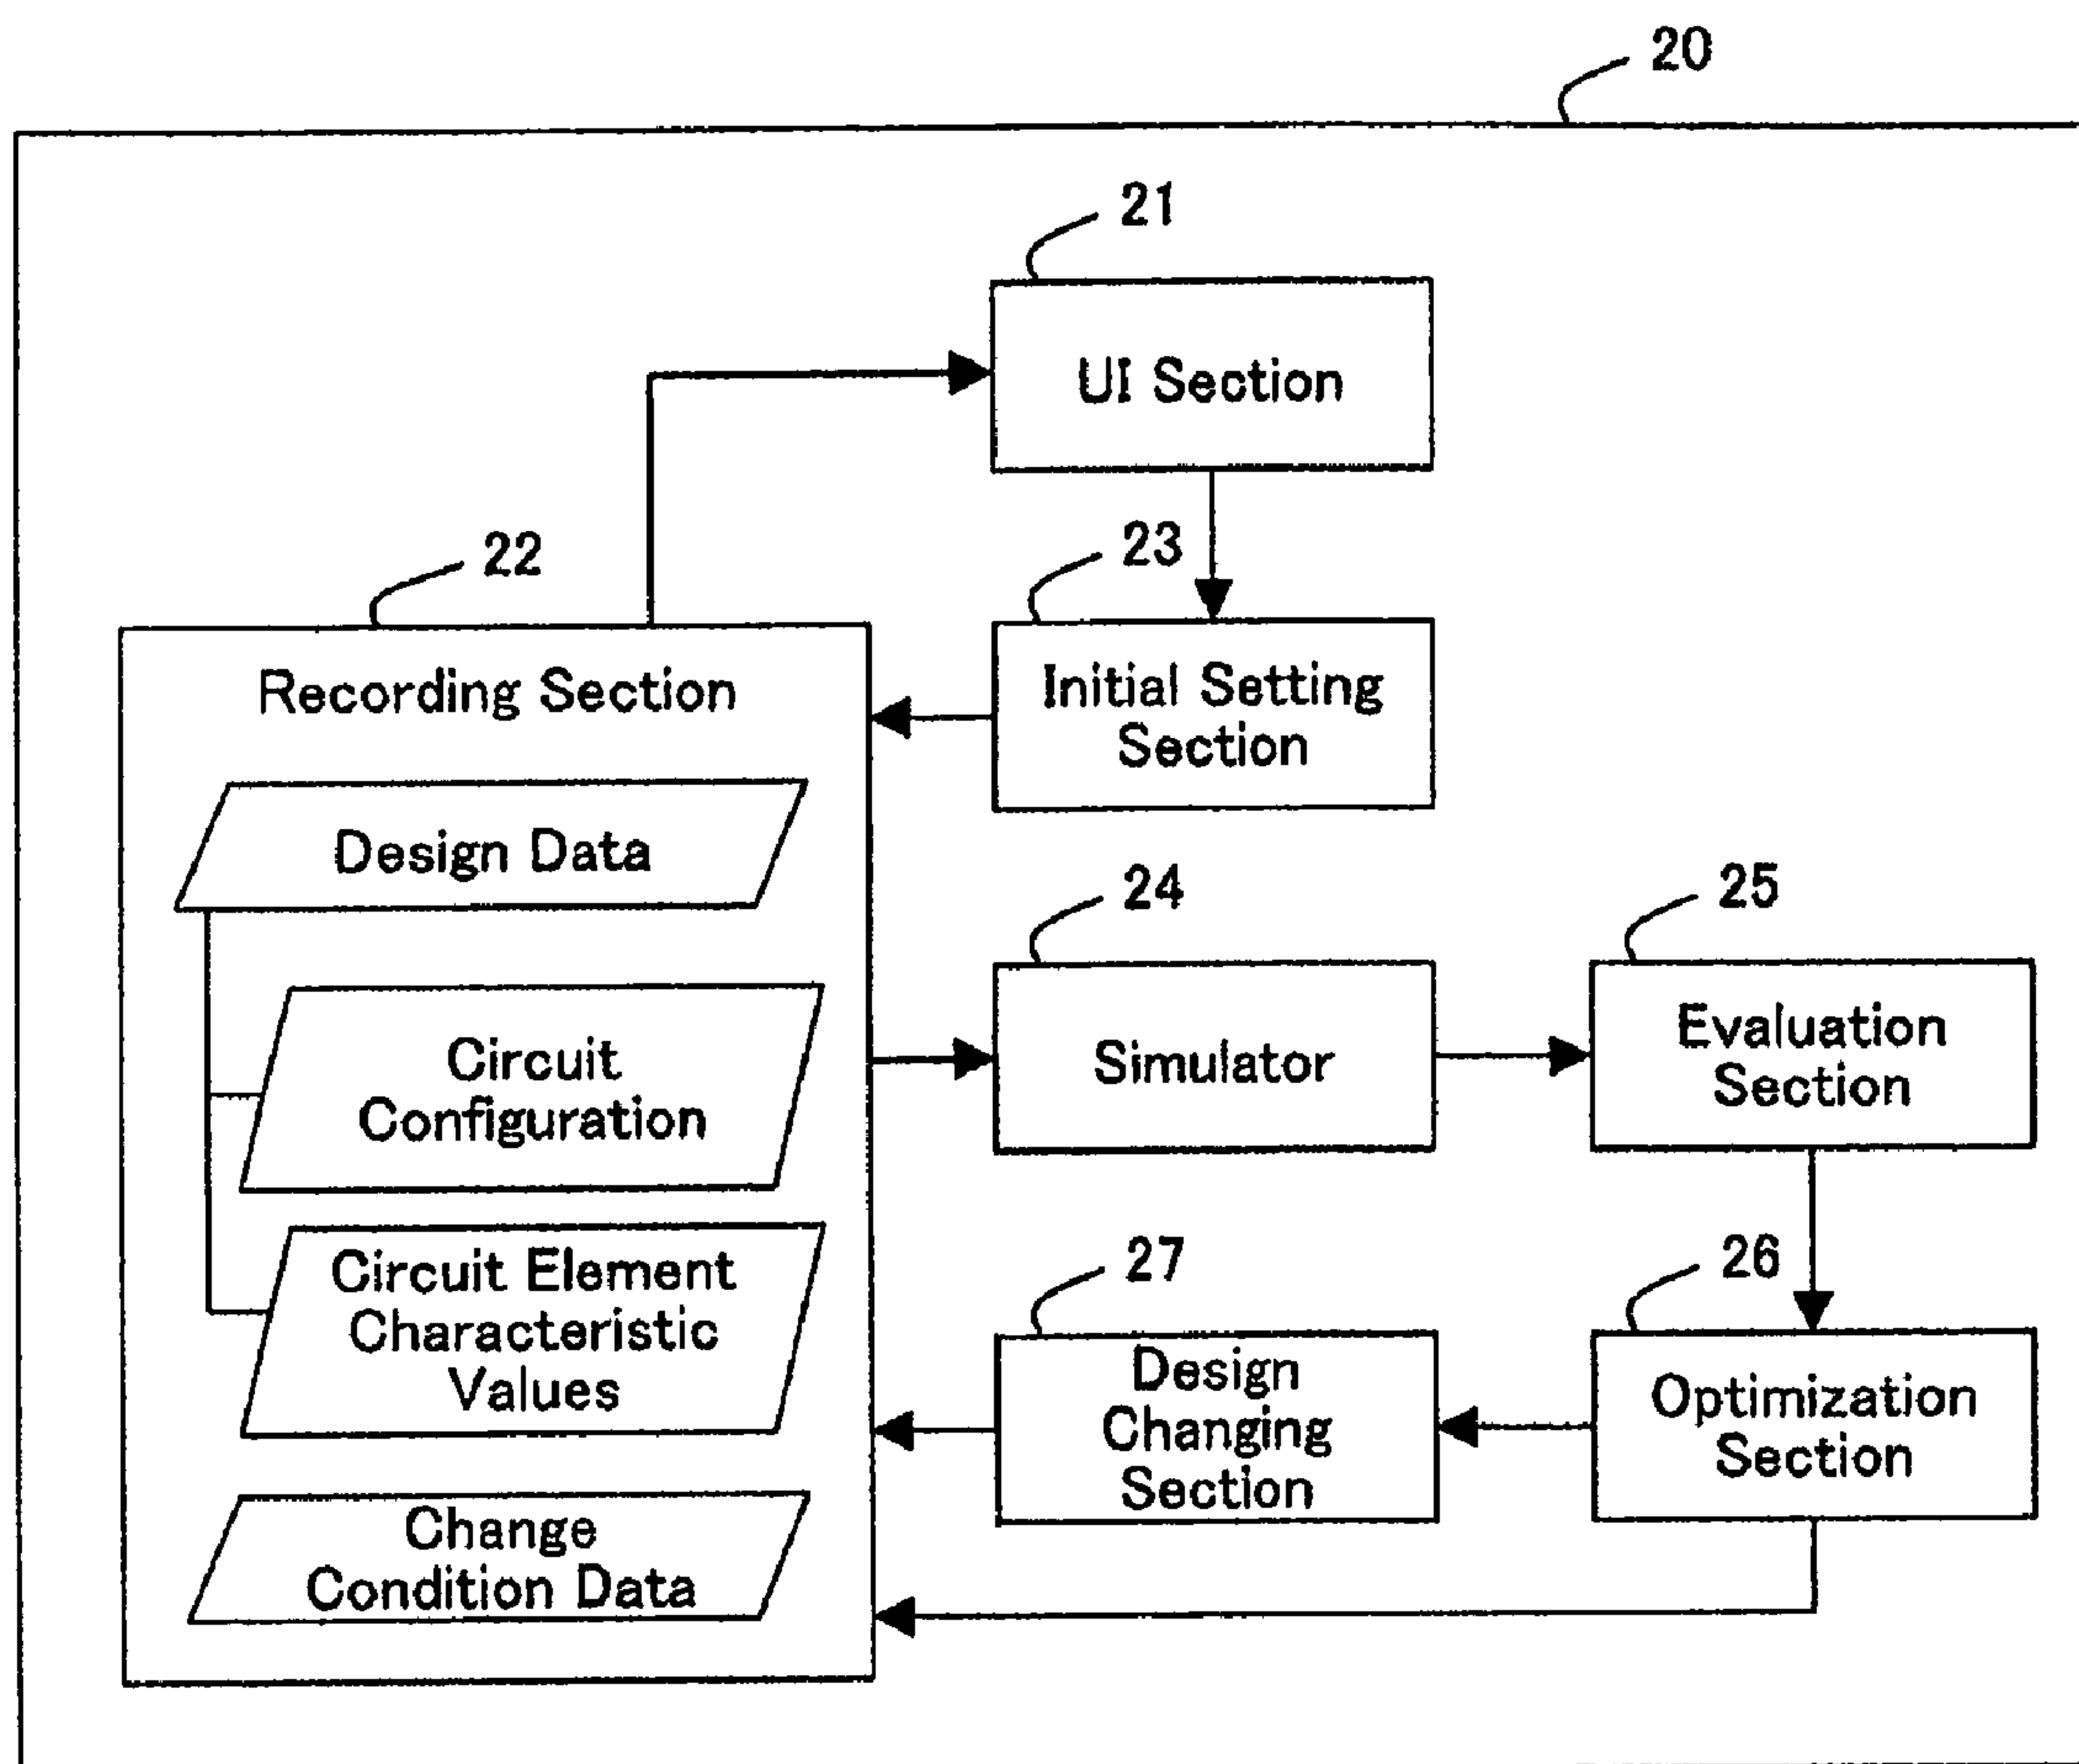 20
21
UI Section
22
23
Recording Section
Initial Setting
Section
Design Data
24
25
Circuit
Configuration
Simulator
Evaluation
Section
Circuit Element
Characteristic
Values
27
26
Design
Changing
Section
Optimization
Section
Change
Condition Data